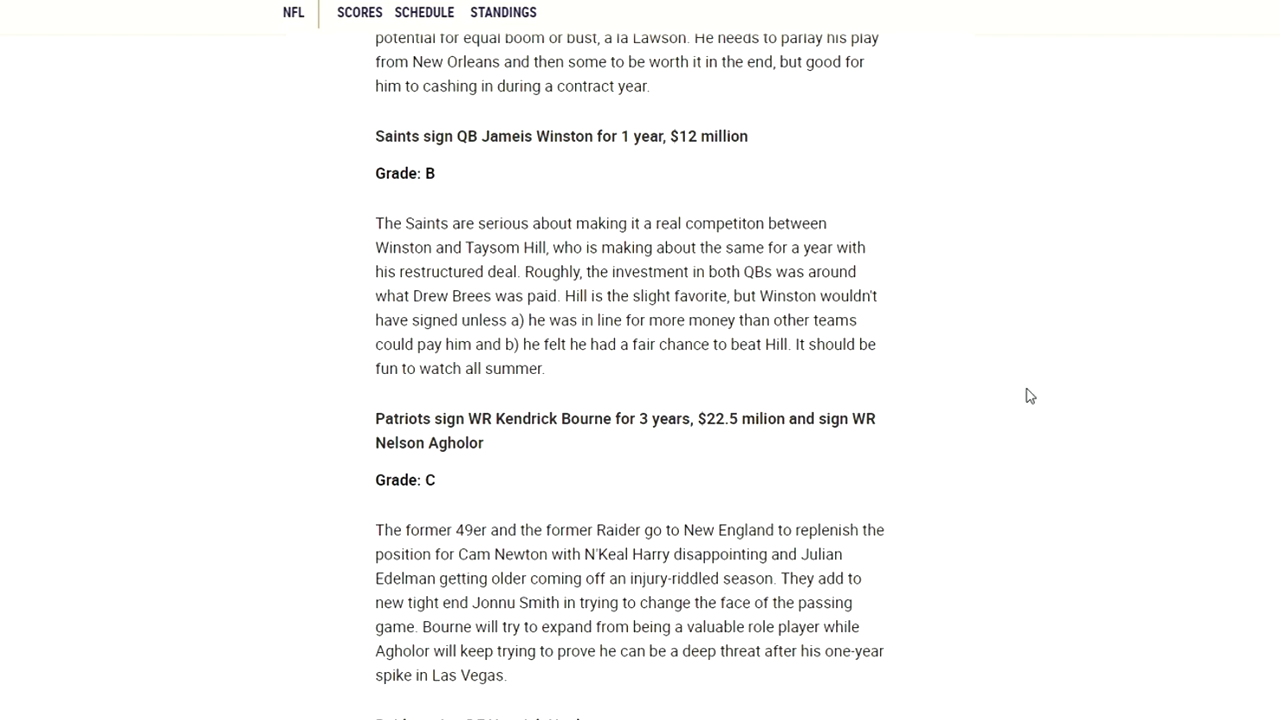 NFL SCORES SCHEDULE STANDINGS
potential for equal boom or bust, a la Lawson. He needs to parlay his play
from New Orleans and then some to be worth it in the end, but good for
him to cashing in during a contract year.
Saints sign QB Jameis Winston for 1 year, $12 million
Grade: B
The Saints are serious about making it a real competiton between
Winston and Taysom Hill, who is making about the same for a year with
his restructured deal. Roughly, the investment in both QBs was around
what Drew Brees was paid. Hill is the slight favorite, but Winston wouldn't
have signed unless a) he was in line for more money than other teams
could pay him and b) he felt he had a fair chance to beat Hill. It should be
fun to watch all summer.
Patriots sign WR Kendrick Bourne for 3 years, $22.5 milion and sign WR
Nelson Agholor
Grade: C
The former 49er and the former Raider go to New England to replenish the
position for Cam Newton with N'Keal Harry disappointing and Julian
Edelman getting older coming off an injury-riddled season. They add to
new tight end Jonnu Smith in trying to change the face of the passing
game. Bourne will try to expand from being a valuable role player while
Agholor will keep trying to prove he can be a deep threat after his one-year
spike in Las Vegas.